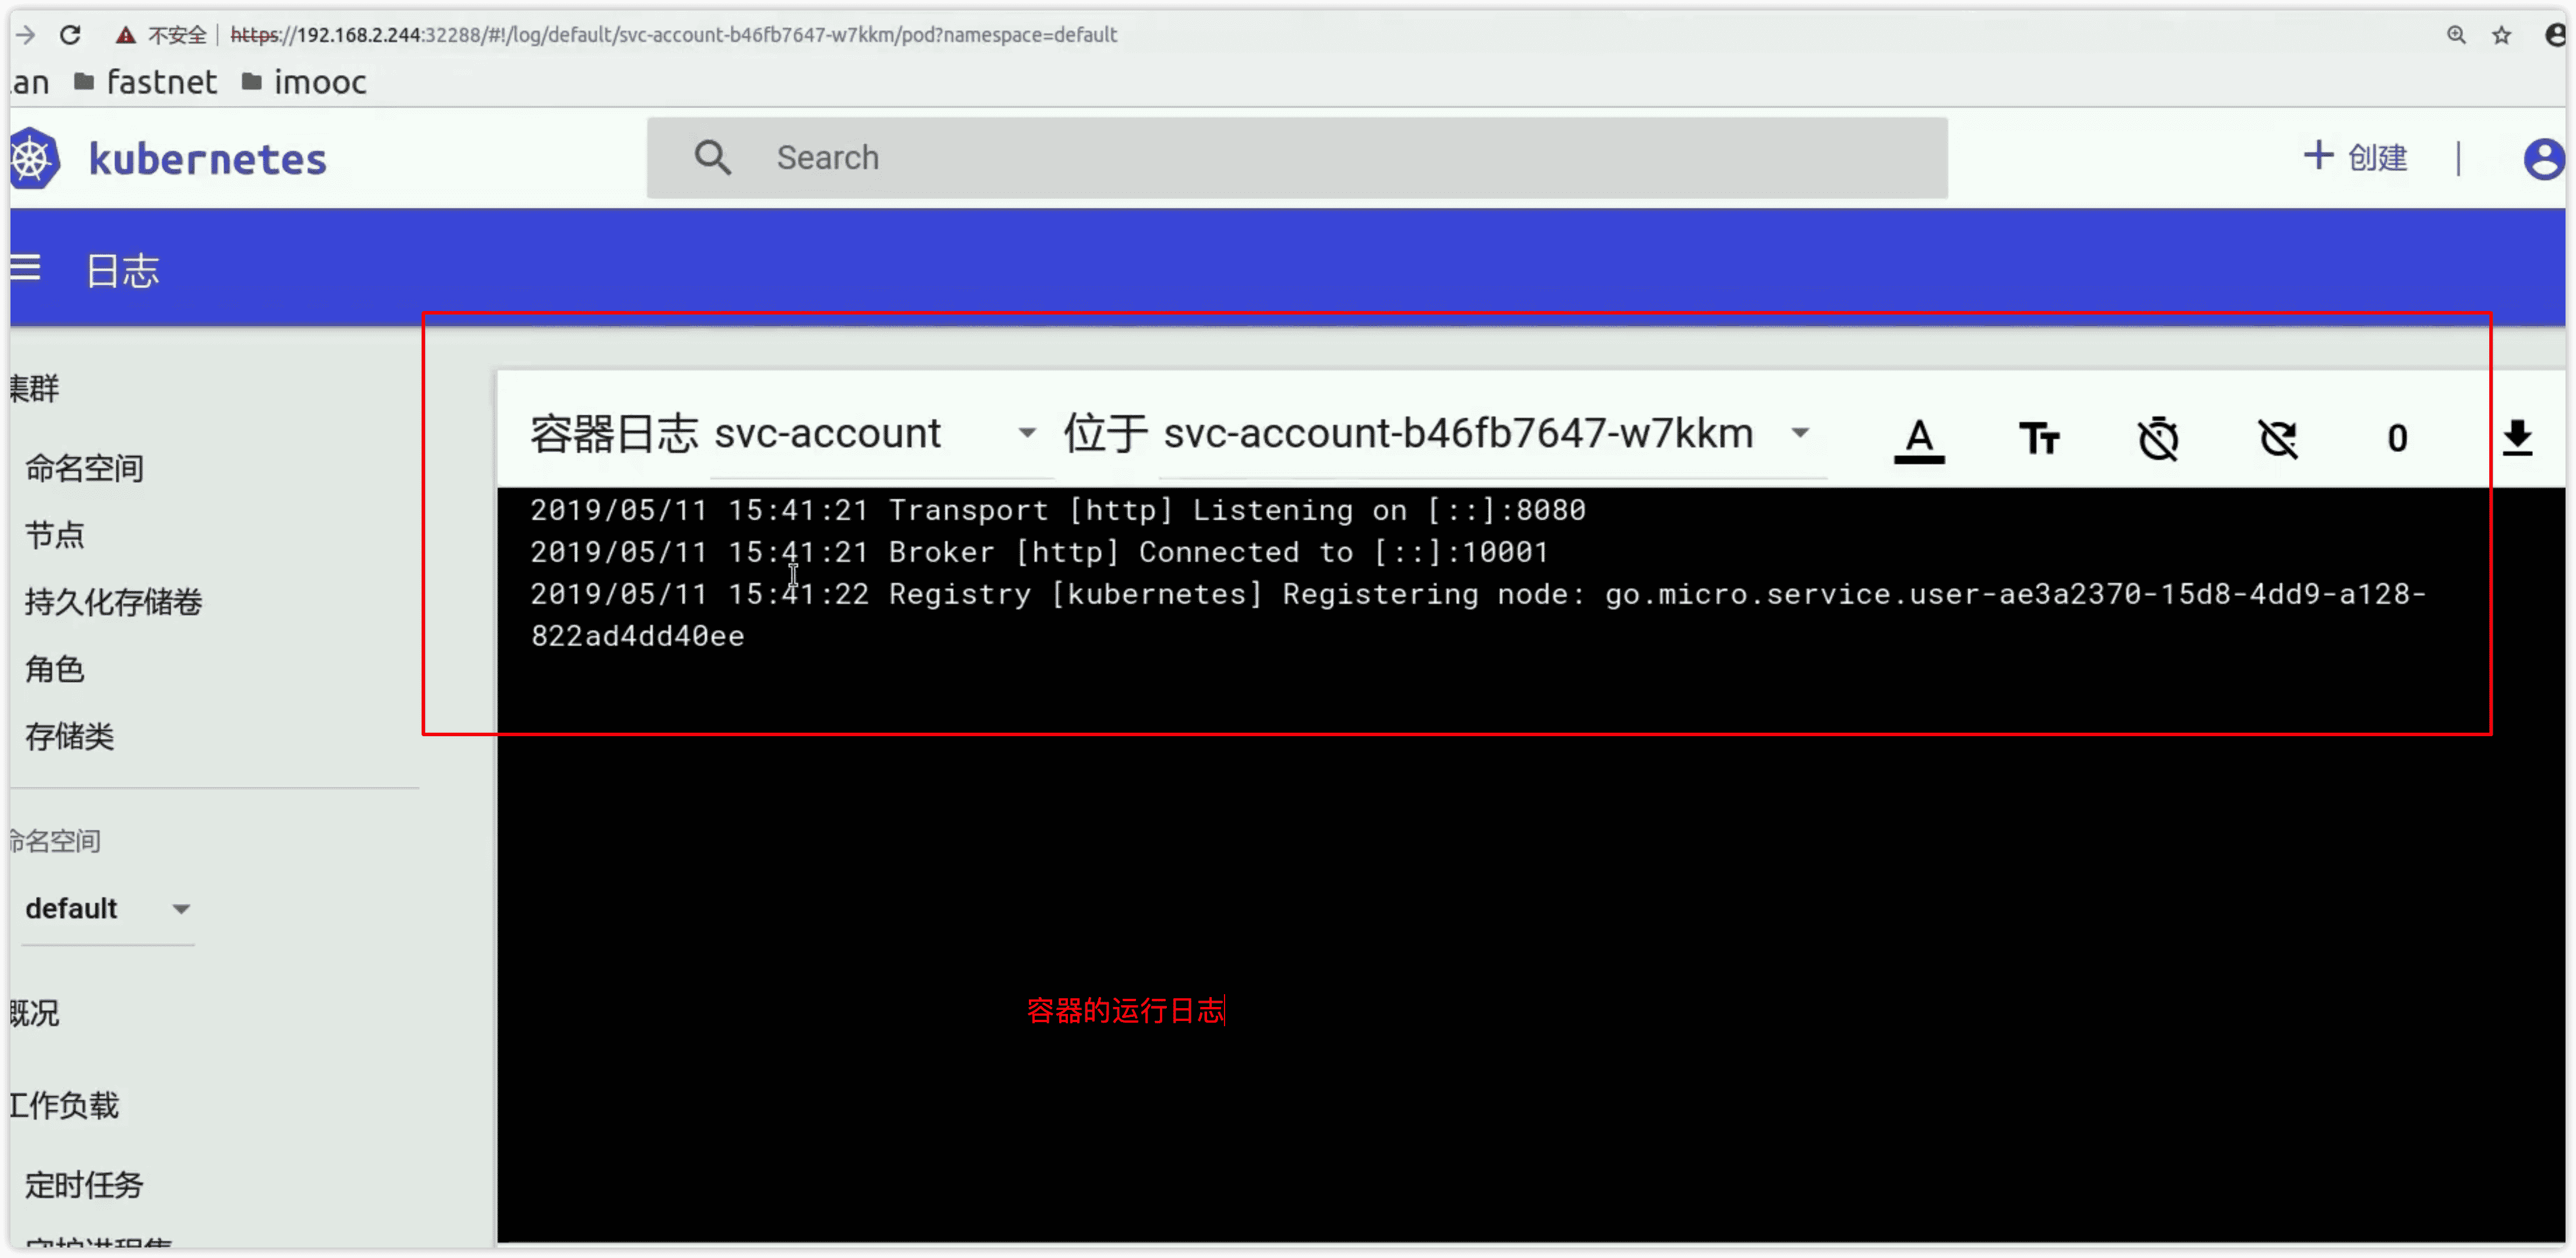 不安全 | https://192.168.2.244:32288/#!/log/default/svc-account-b46fb7647-w7kkm/pod?namespace=default
.an fastnet imooc
kubernetes
Search
创建
日志
集群
命名空间
节点
持久化存储卷
角色
存储类
命名空间
default
概况
工作负载
定时任务
守护进程集
容器日志 svc-account 位于 svc-account-b46fb7647-w7kkm
A Tт 0
2019/05/11 15:41:21 Transport [http] Listening on [::]:8080
2019/05/11 15:41:21 Broker [http] Connected to [::]:10001
2019/05/11 15:41:22 Registry [kubernetes] Registering node: go.micro.service.user-ae3a2370-15d8-4dd9-a128-
822ad4dd40ee
容器的运行日志